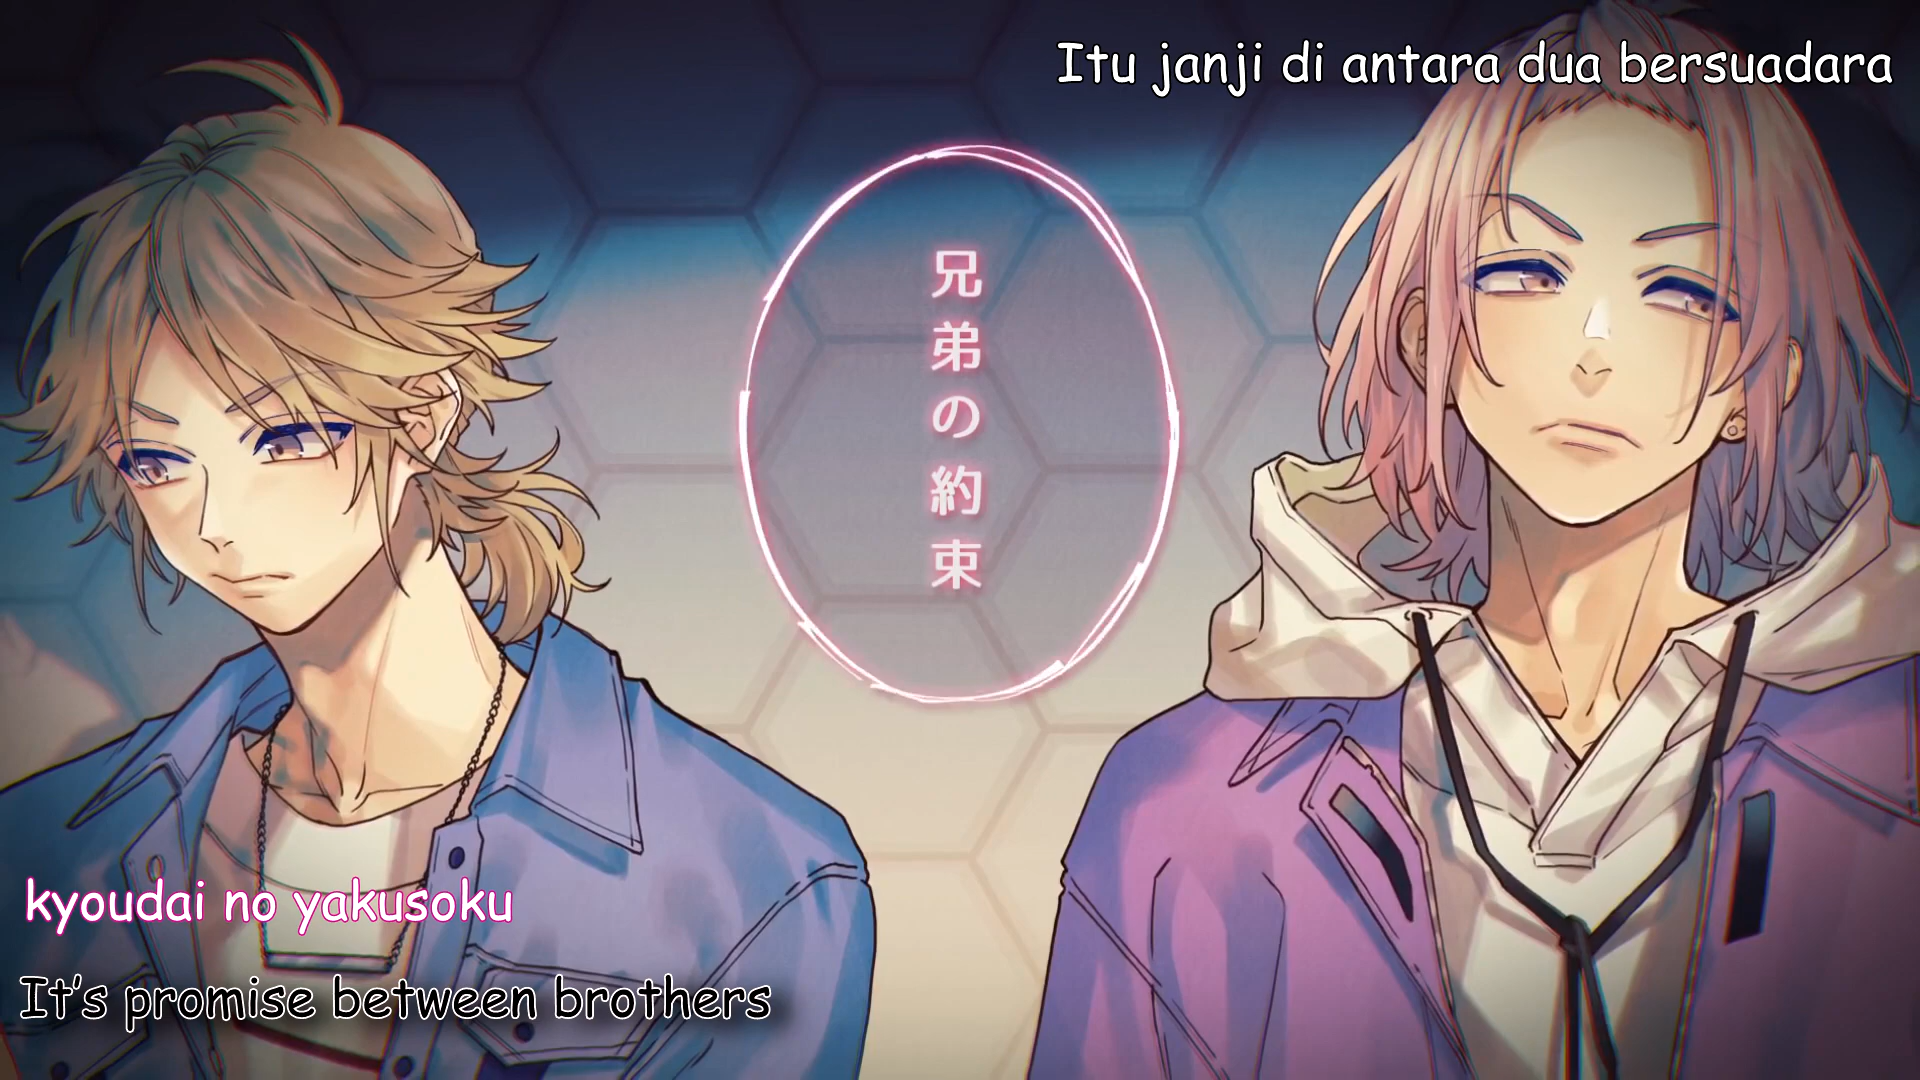 Itu janji di antara dua bersuadara
兄弟の約束
kyoudai no yakusoku
It's promise between brothers